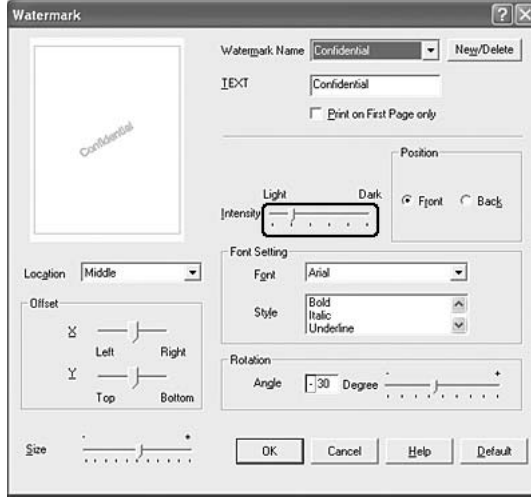 Watermark
Watermark Name Confidential New/Delete
TEXT Confidential
Print on First Page only
Confidential
Position
Light Dark
Intensity
Front Back
Location Middle
Font Setting
Font Arial
Style
Bold
Italic
Underline
Offset
X
Left Right
Y
Top Bottom
Rotation
Angle - 30 Degree - +
Size - +
OK Cancel Help Default